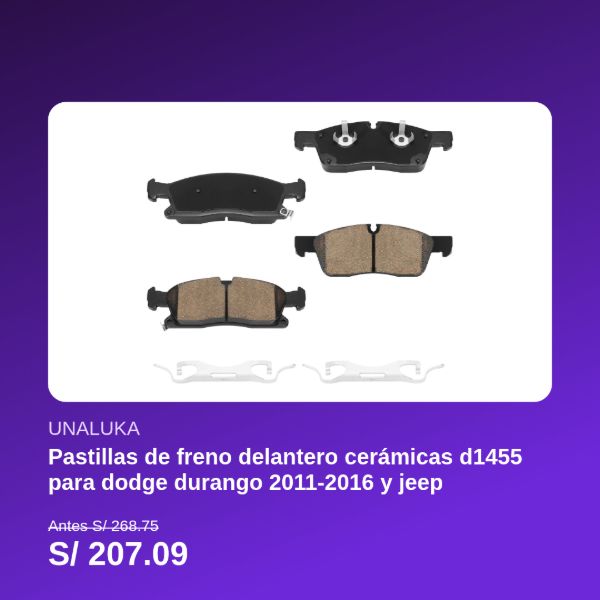 UNALUKA
Pastillas de freno delantero cerámicas d1455
para dodge durango 2011-2016 y jeep
Antes S/ 268.75
S/ 207.09